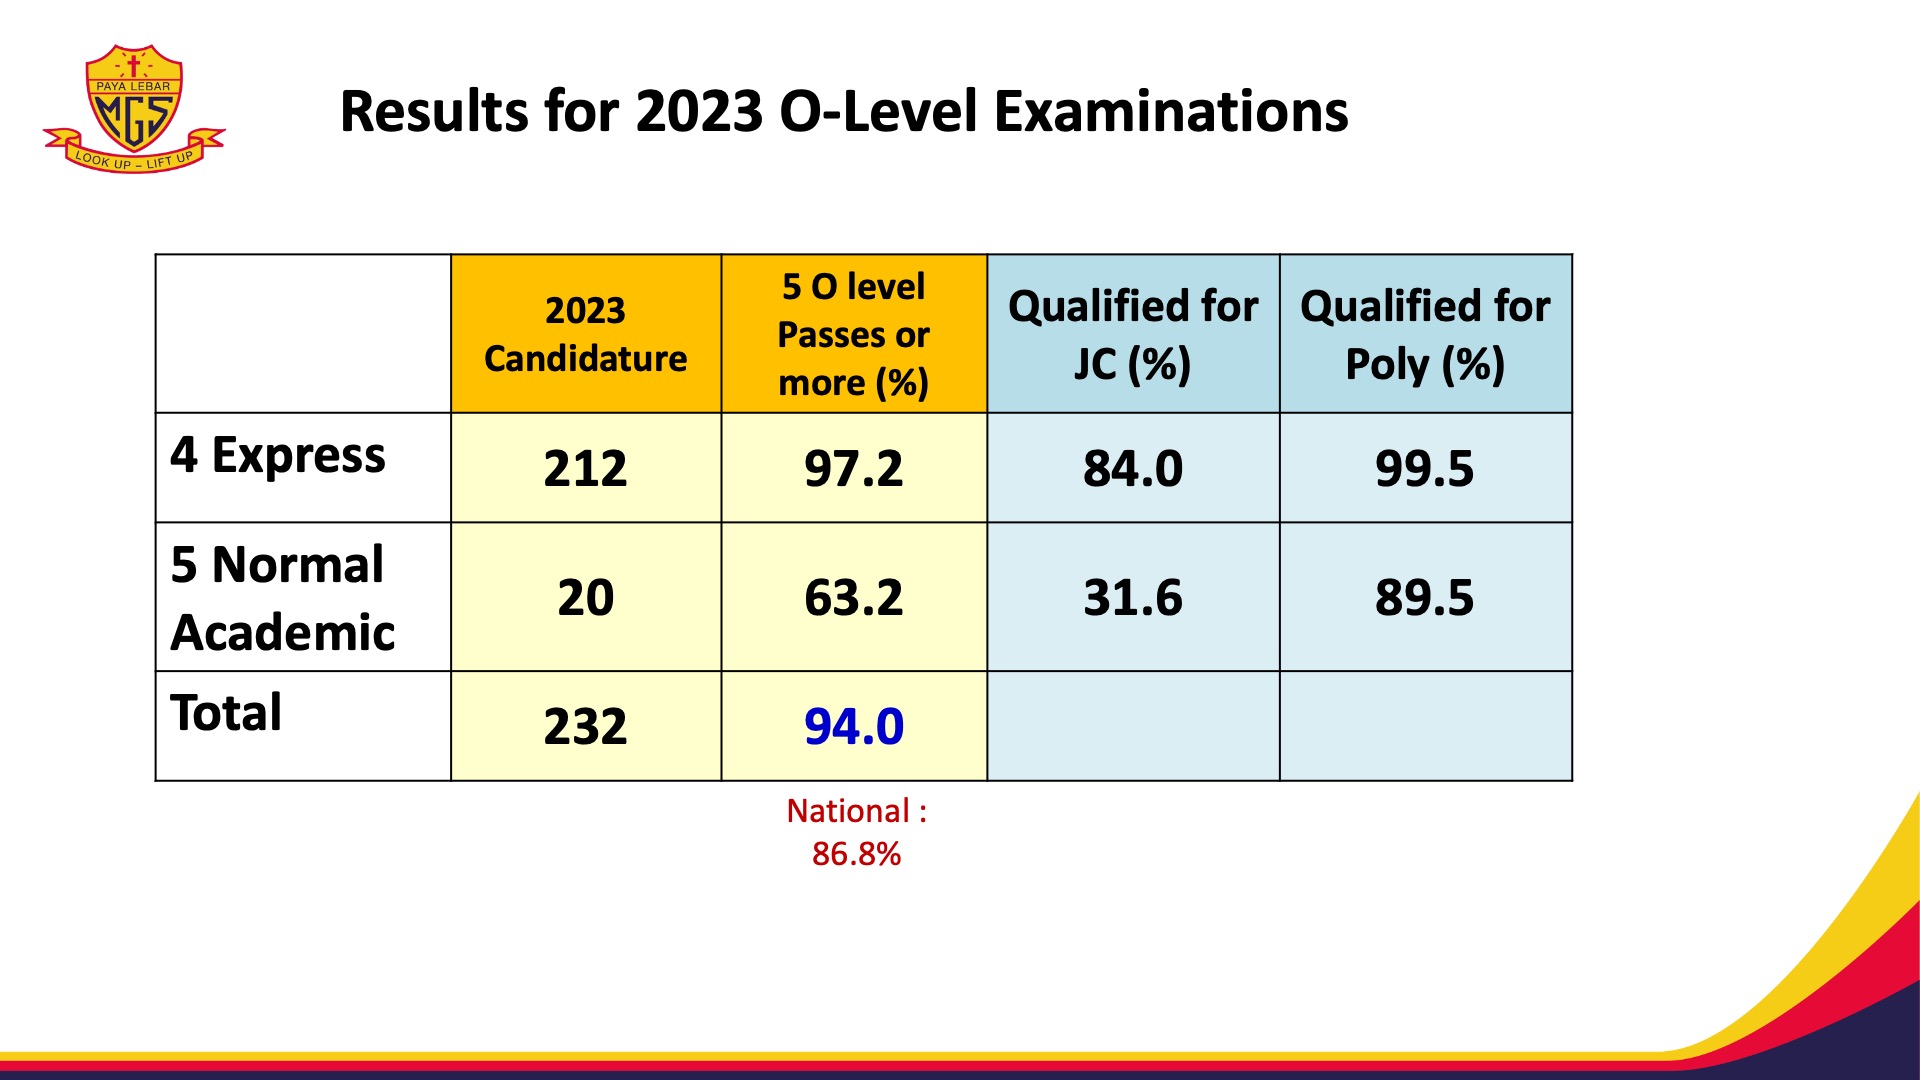 PAYA LEBAR
MGS
LOOK UP – LIFT UP
Results for 2023 O-Level Examinations
2023
Candidature
5 O level
Passes or
more (%)
Qualified for
JC (%)
Qualified for
Poly (%)
4 Express
212
97.2
84.0
99.5
5 Normal
Academic
20
63.2
31.6
89.5
Total
232
94.0
National :
86.8%